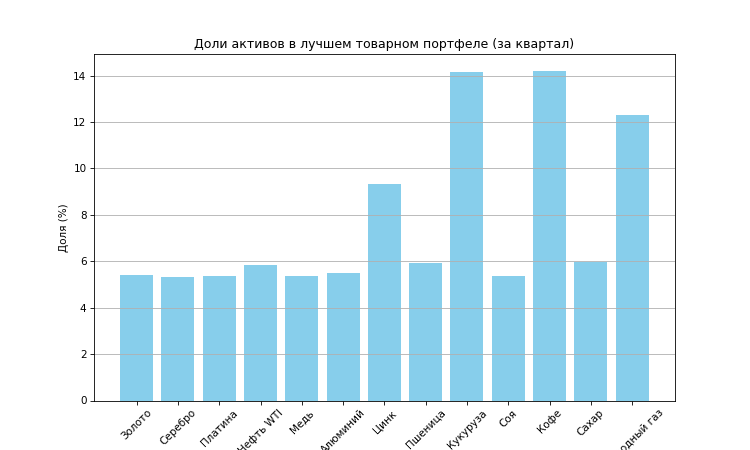 Доли активов в лучшем товарном портфеле (за квартал)
Доля (%)
14
12
10
8
6
4
2
0
Золото
Серебро
Платина
Нефть WTI
Медь
Алюминий
Цинк
Пшеница
Кукуруза
Соя
Кофе
Сахар
газ